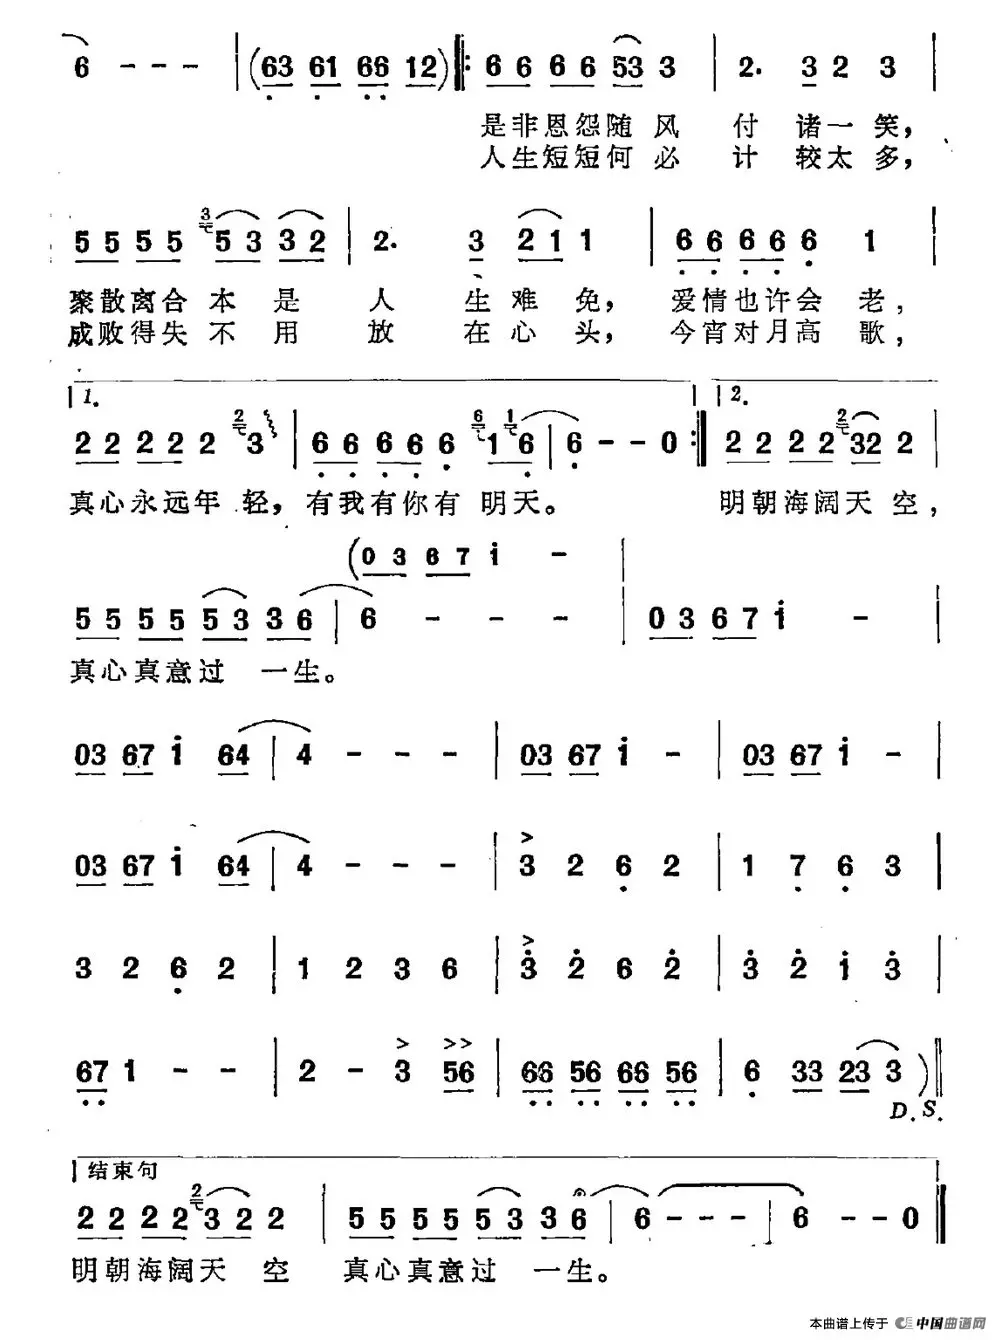 6 - - - | (63 61 66 12) |: 6 6 6 6 53 3 | 2. 3 2 3 |
是非恩怨随 风 付 诸一 笑,
人生短短何 必 计 较太 多,
5 5 5 5 3 5 3 3 2 | 2. 3 2 1 1 | 6 6 6 6 6 1
聚散离合 本 是 人 生 难 免, 爱情也许会 老,
成败得失 不 用 放 在 心 头, 今宵对月高 歌,
1. 2.
2 2 2 2 2 2 3 | 6 6 6 6 6 6 1 1 6 | 6 - - 0 :| 2 2 2 2 2 32 2 |
真心永远年 轻, 有我有你有 明天。 明朝海阔天 空,
(0 3 6 7 i -
5 5 5 5 5 3 3 6 | 6 - - - | 03 67 i -
真心真意过 一生。
03 67 i 64 | 4 - - - | 03 67 i - | 03 67 i - |
03 67 i 64 | 4 - - - | > 3 2 6 2 | 1 7 6 3 |
3 2 6 2 | 1 2 3 6 | > 3 2 6 2 | 3 2 i 3 |
67 1 - - | 2 - > 3 >> 56 | 66 56 66 56 | 6 33 23 3 ) ||
D.S.
结束句
2 2 2 2 2 3 2 2 | 5 5 5 5 5 3 3 6 | 6 - - - | 6 - - 0 ||
明朝海阔天 空 真心真意过 一生。
本曲谱上传于 中国曲谱网